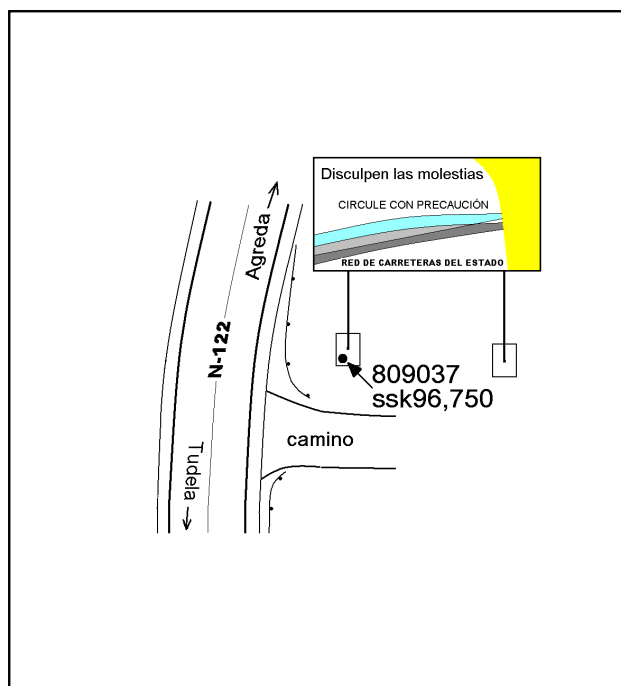 Disculpen las molestias
CIRCULE CON PRECAUCIÓN
RED DE CARRETERAS DEL ESTADO
Agreda
N-122
Tudela
809037
ssk96,750
camino